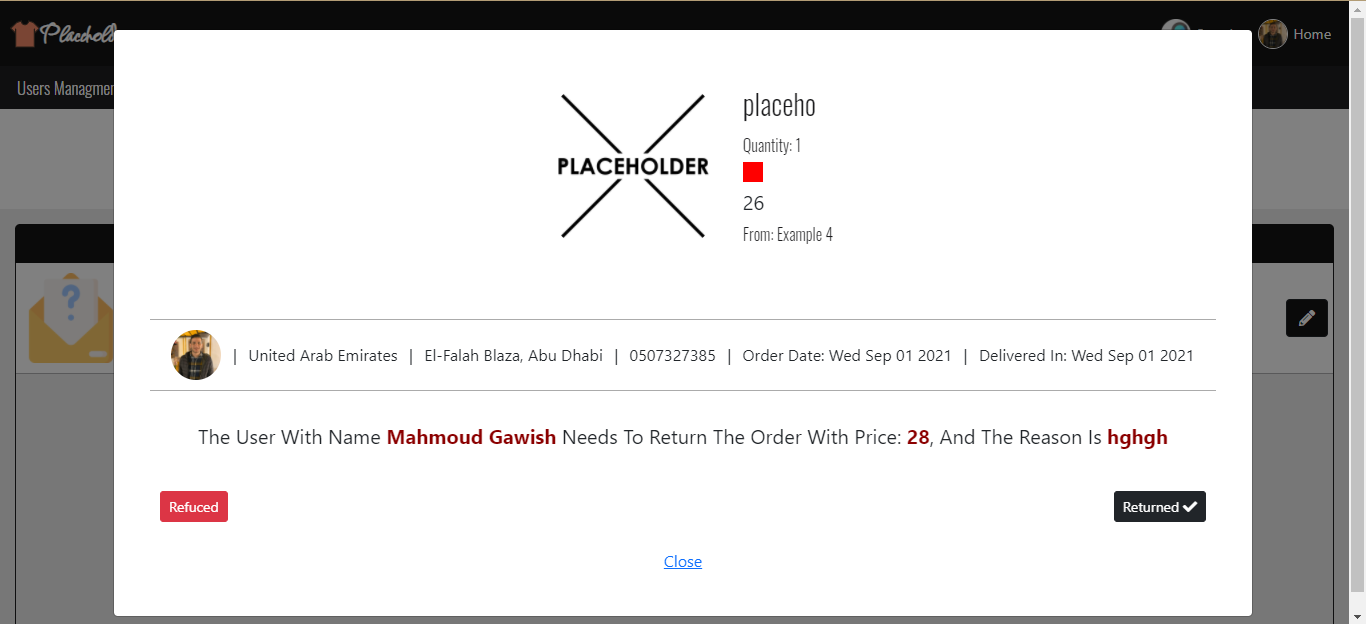 Home
Users
placeho
PLACEHOLDER
Quantity: 1
26
From: Example 4
?
| United Arab Emirates | El-Falah Blaza, Abu Dhabi | 0507327385 | Order Date: Wed Sep 01 2021 | Delivered In: Wed Sep 01 2021
The User With Name Mahmoud Gawish Needs To Return The Order With Price: 28, And The Reason Is hghgh
Refuced
Returned
Close